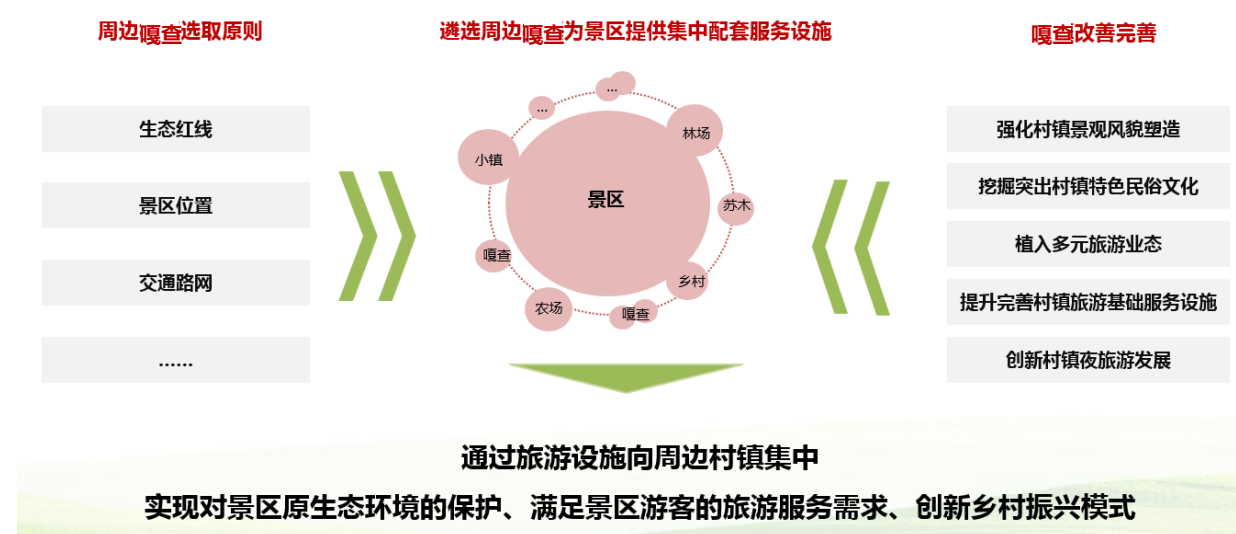 周边嘎查选取原则
生态红线
景区位置
交通路网
……
遴选周边嘎查为景区提供集中配套服务设施
...
...
林场
小镇
景区
苏木
嘎查
乡村
农场
嘎查
嘎查改善完善
强化村镇景观风貌塑造
挖掘突出村镇特色民俗文化
植入多元旅游业态
提升完善村镇旅游基础服务设施
创新村镇夜旅游发展
通过旅游设施向周边村镇集中
实现对景区原生态环境的保护、满足景区游客的旅游服务需求、创新乡村振兴模式